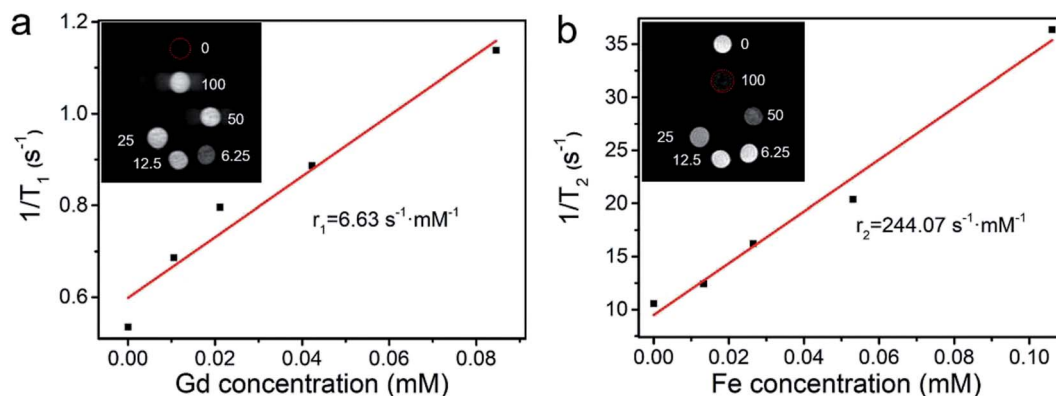 a
1.2
1.0
0.8
0.6
1/T₁ (s⁻¹)
0
100
50
25
12.5
6.25
r₁=6.63 s⁻¹·mM⁻¹
0.00 0.02 0.04 0.06 0.08
Gd concentration (mM)
b
35
30
25
20
15
10
1/T₂ (s⁻¹)
0
100
50
25
12.5
6.25
r₂=244.07 s⁻¹·mM⁻¹
0.00 0.02 0.04 0.06 0.08 0.10
Fe concentration (mM)